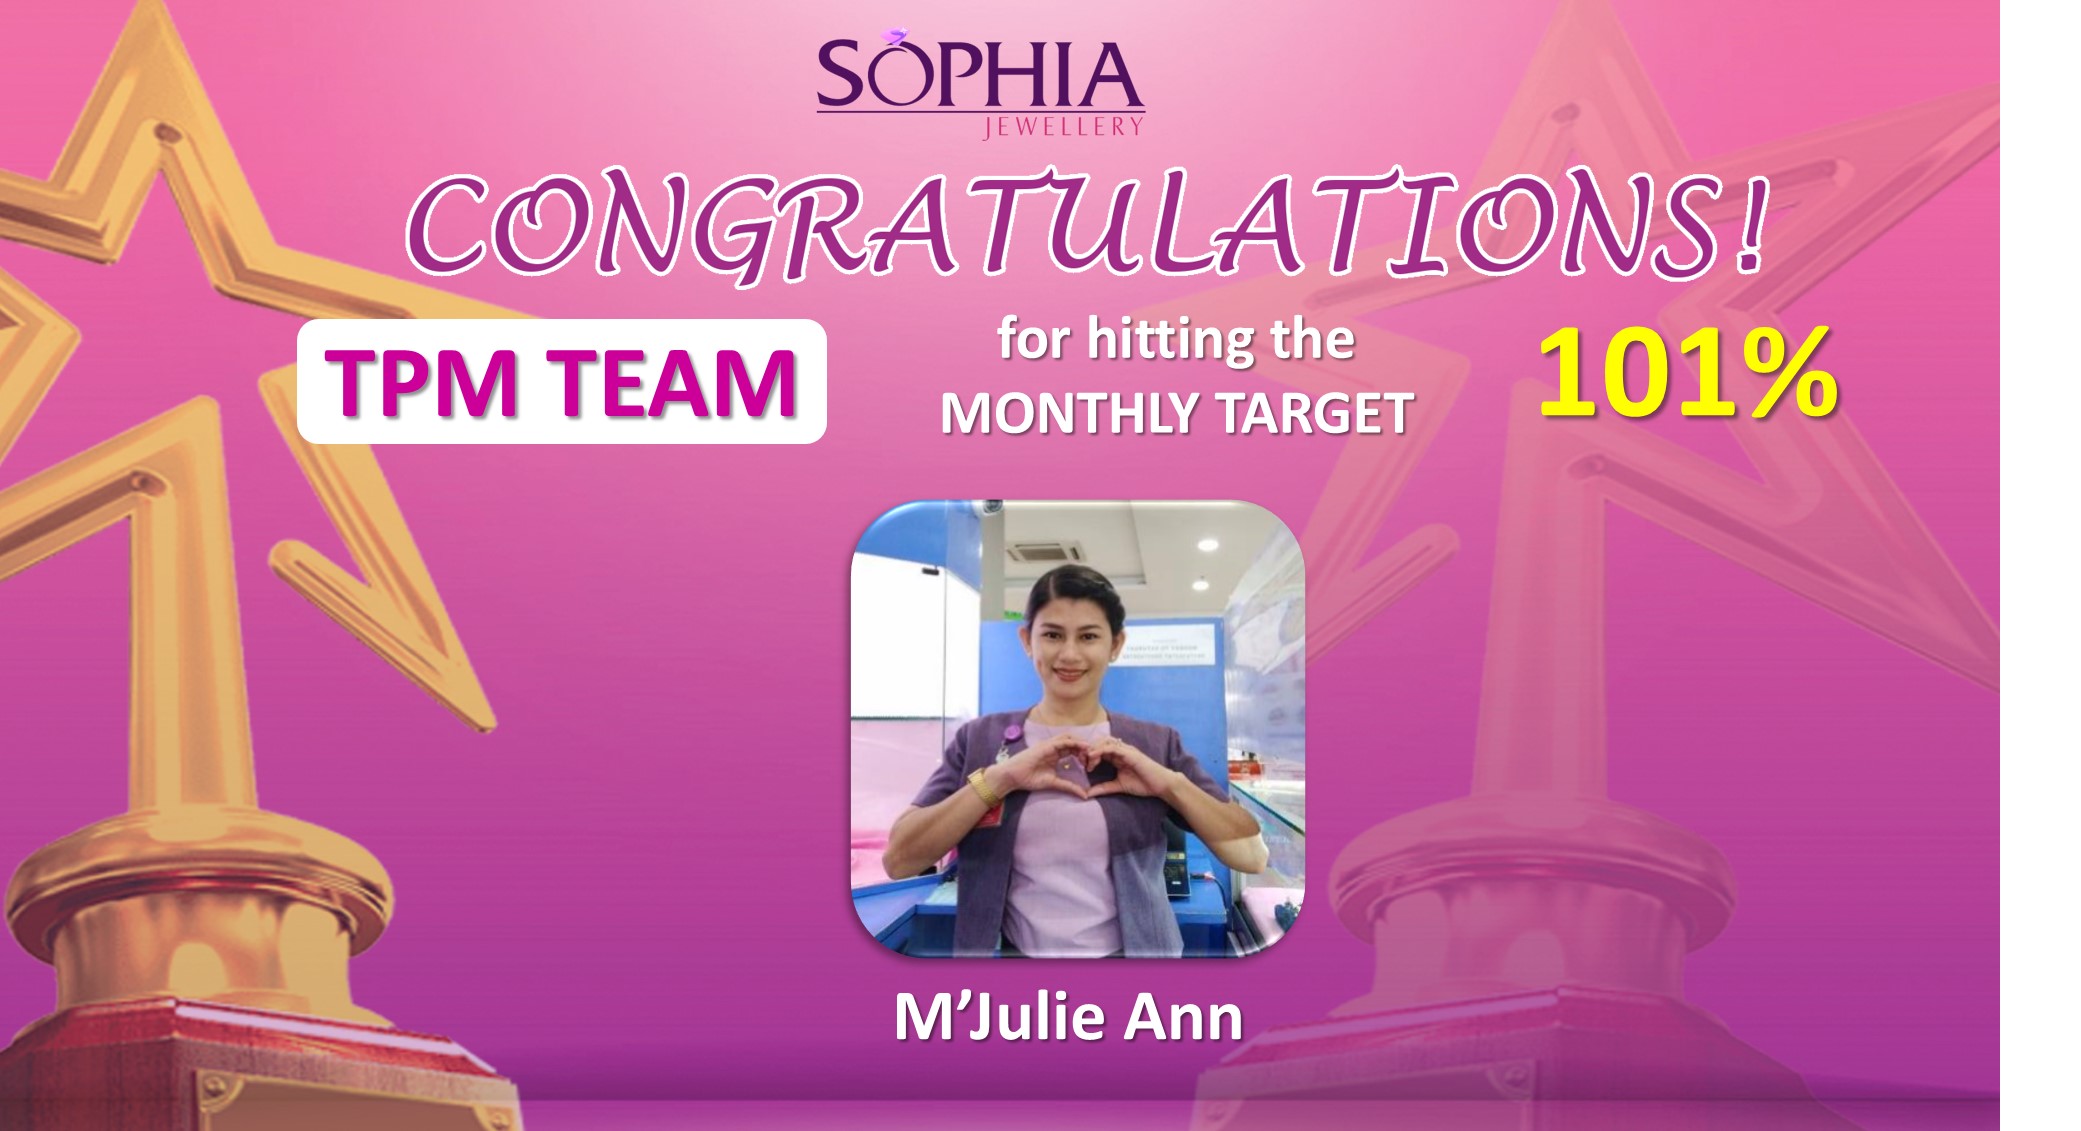 SOPHIA
JEWELLERY
CONGRATULATIONS!
TPM TEAM
for hitting the
MONTHLY TARGET
101%
M’Julie Ann